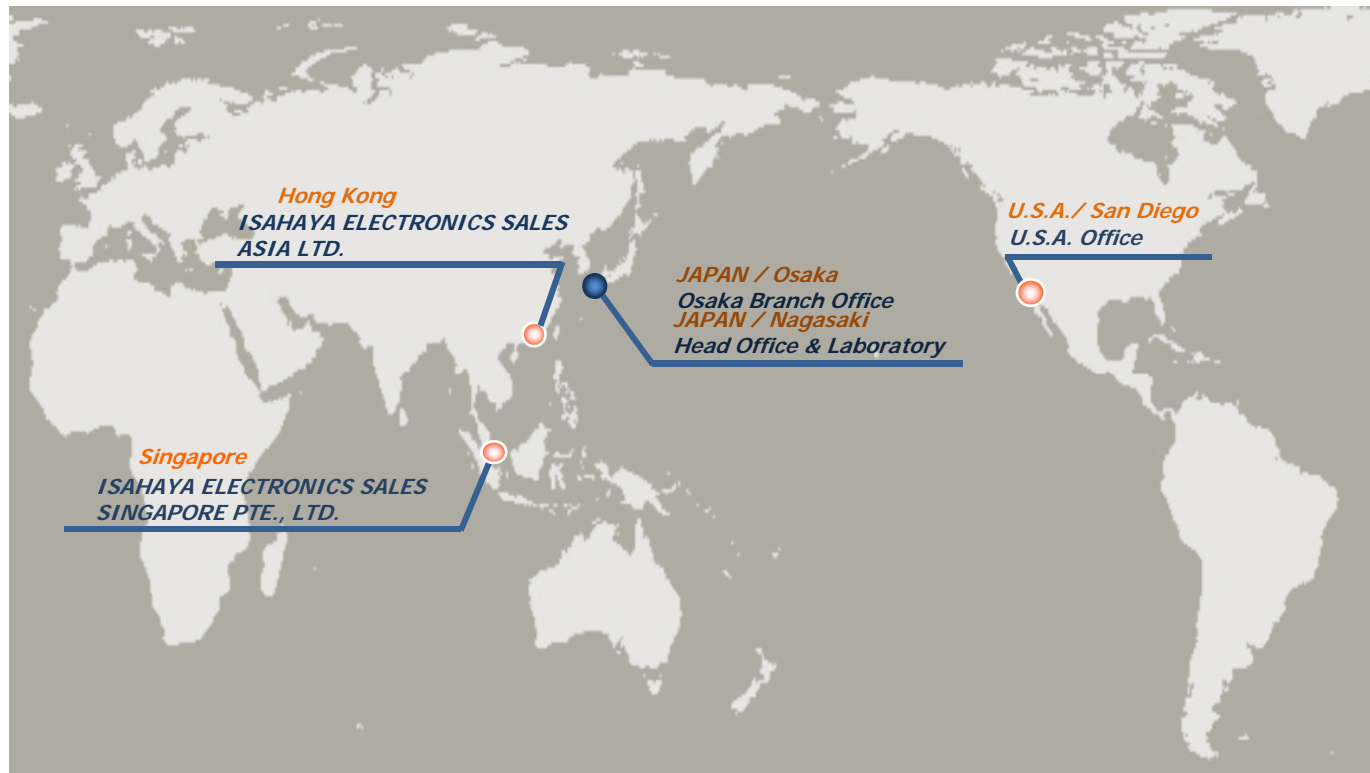 Hong Kong
ISAHAYA ELECTRONICS SALES
ASIA LTD.
U.S.A./ San Diego
U.S.A. Office
JAPAN / Osaka
Osaka Branch Office
JAPAN / Nagasaki
Head Office & Laboratory
Singapore
ISAHAYA ELECTRONICS SALES
SINGAPORE PTE., LTD.